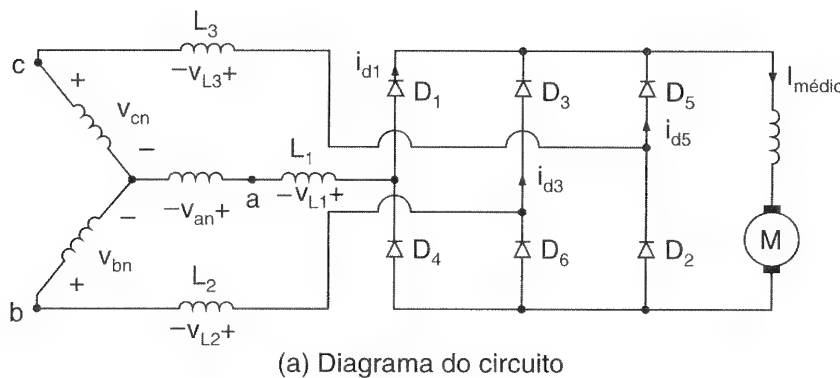 L3
c
+
−vL3+
id1
D1
D3
D5
Imédio
vcn
−
L1
id5
−van+
a
−vL1+
id3
−
vbn
D4
D6
D2
M
+
L2
b
−vL2+
(a) Diagrama do circuito